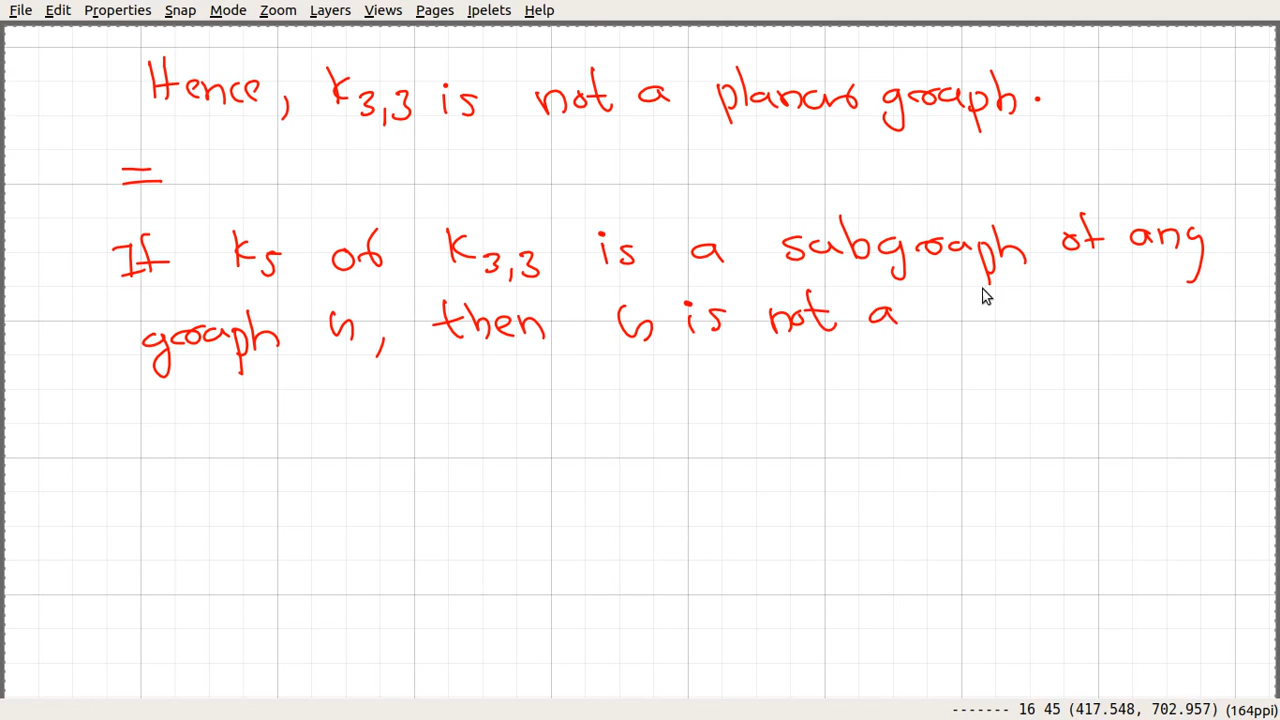 File Edit Properties Snap Mode Zoom Layers Views Pages Ipelets Help
Hence, K3,3 is not a planar graph.
=
If K5 or K3,3 is a subgraph of any
graph G, then G is not a
------- 16 45 (417.548, 702.957) (164ppi)